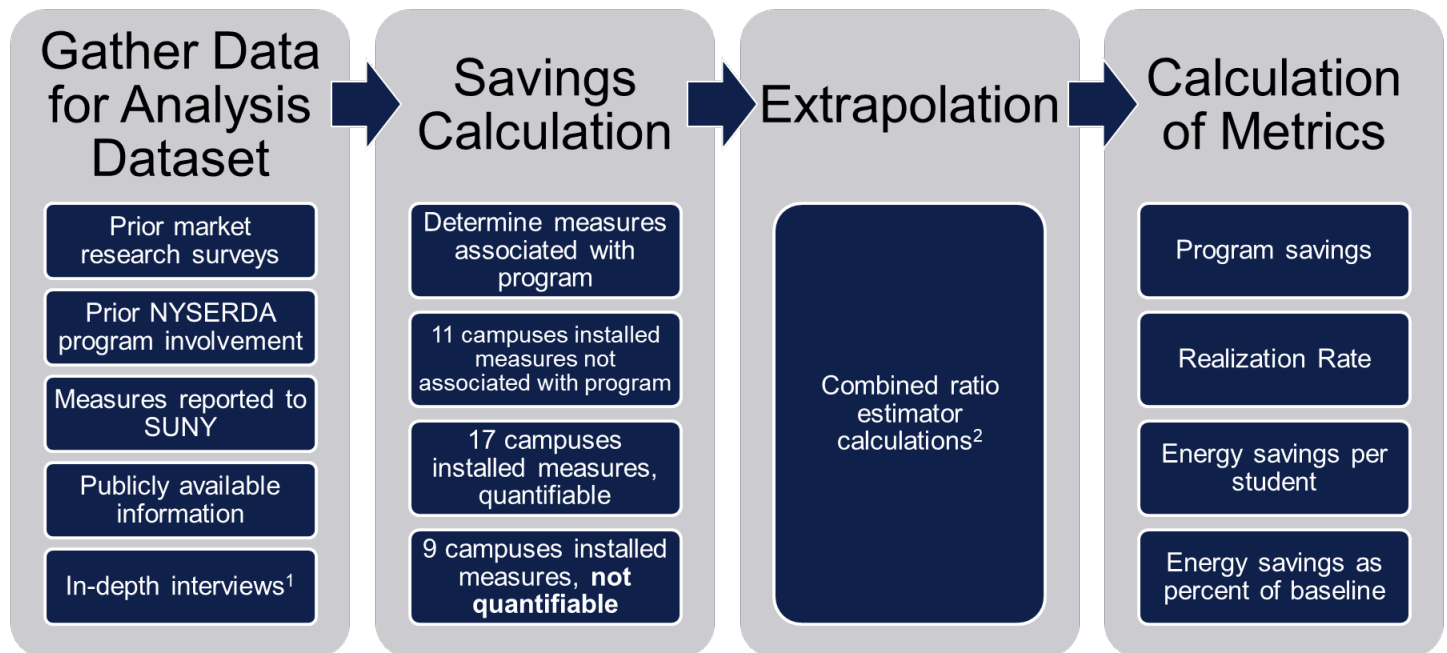 Gather Data
for Analysis
Dataset
Prior market
research surveys
Prior NYSERDA
program involvement
Measures reported to
SUNY
Publicly available
information
In-depth interviews1
Savings
Calculation
Determine measures
associated with
program
11 campuses installed
measures not
associated with program
17 campuses
installed measures,
quantifiable
9 campuses installed
measures, not
quantifiable
Extrapolation
Combined ratio
estimator
calculations2
Calculation
of Metrics
Program savings
Realization Rate
Energy savings per
student
Energy savings as
percent of baseline